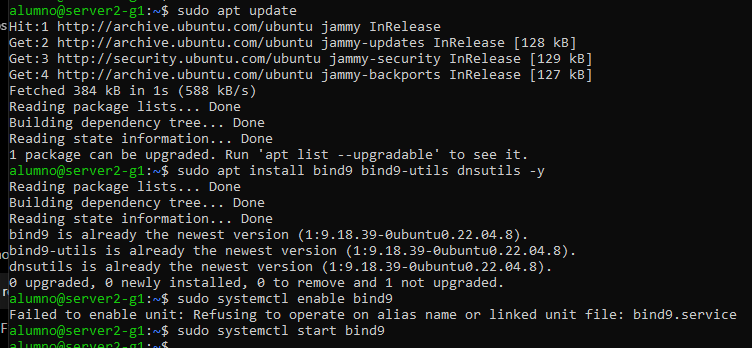 alumno@server2-g1:~$ sudo apt update
Hit:1 http://archive.ubuntu.com/ubuntu jammy InRelease
Get:2 http://archive.ubuntu.com/ubuntu jammy-updates InRelease [128 kB]
Get:3 http://security.ubuntu.com/ubuntu jammy-security InRelease [129 kB]
Get:4 http://archive.ubuntu.com/ubuntu jammy-backports InRelease [127 kB]
Fetched 384 kB in 1s (588 kB/s)
Reading package lists... Done
Building dependency tree... Done
Reading state information... Done
1 package can be upgraded. Run 'apt list --upgradable' to see it.
alumno@server2-g1:~$ sudo apt install bind9 bind9-utils dnsutils -y
Reading package lists... Done
Building dependency tree... Done
Reading state information... Done
bind9 is already the newest version (1:9.18.39-0ubuntu0.22.04.8).
bind9-utils is already the newest version (1:9.18.39-0ubuntu0.22.04.8).
dnsutils is already the newest version (1:9.18.39-0ubuntu0.22.04.8).
0 upgraded, 0 newly installed, 0 to remove and 1 not upgraded.
alumno@server2-g1:~$ sudo systemctl enable bind9
Failed to enable unit: Refusing to operate on alias name or linked unit file: bind9.service
alumno@server2-g1:~$ sudo systemctl start bind9
alumno@server2-g1:~$